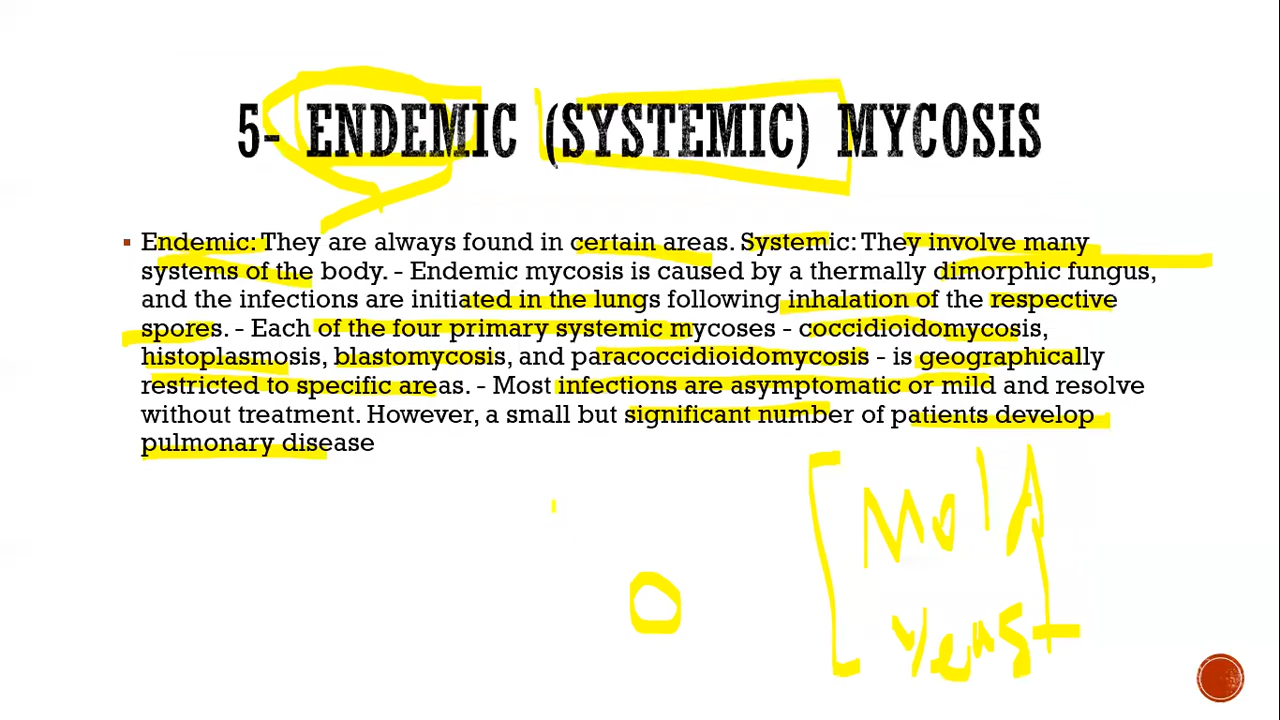 5- ENDEMIC (SYSTEMIC) MYCOSIS
Endemic: They are always found in certain areas. Systemic: They involve many
systems of the body. - Endemic mycosis is caused by a thermally dimorphic fungus,
and the infections are initiated in the lungs following inhalation of the respective
spores. - Each of the four primary systemic mycoses - coccidioidomycosis,
histoplasmosis, blastomycosis, and paracoccidioidomycosis - is geographically
restricted to specific areas. - Most infections are asymptomatic or mild and resolve
without treatment. However, a small but significant number of patients develop
pulmonary disease
Mold
Yeast